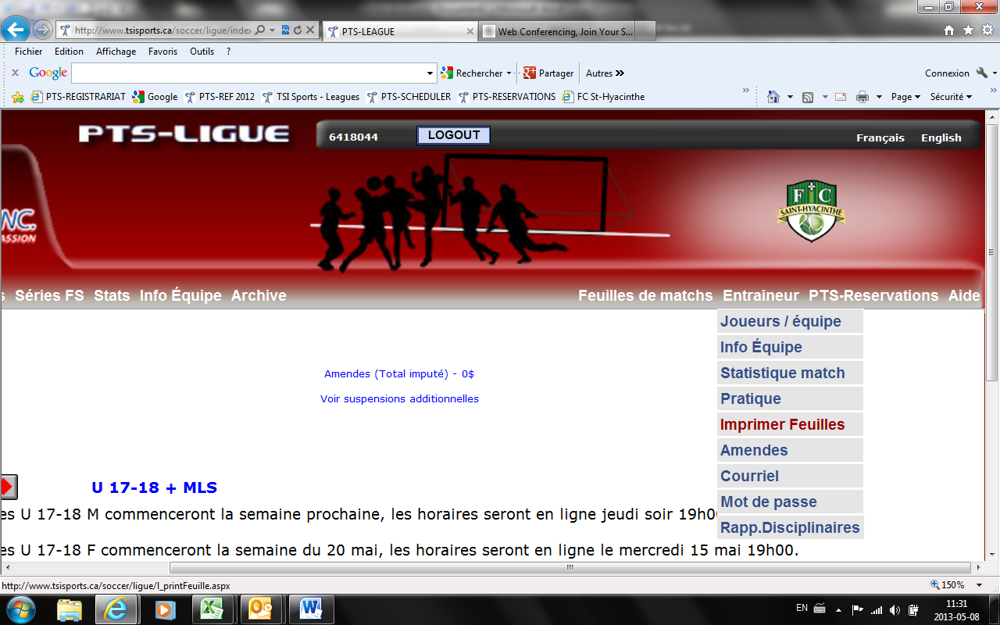 http://www.tsisports.ca/soccer/ligue/inde
PTS-LEAGUE
Web Conferencing, Join Your S...
Fichier Edition Affichage Favoris Outils ?
Google Rechercher Partager Autres Connexion
PTS-REGISTRARIAT Google PTS-REF 2012 TSI Sports - Leagues PTS-SCHEDULER PTS-RESERVATIONS FC St-Hyacinthe Page Sécurité
PTS-LIGUE 6418044 LOGOUT Français English
FC
SAINT-HYACINTHE
NC.
ASSION
s Séries FS Stats Info Équipe Archive Feuilles de matchs Entraîneur PTS-Reservations Aide
Joueurs / équipe
Info Équipe
Statistique match
Pratique
Imprimer Feuilles
Amendes
Courriel
Mot de passe
Rapp.Disciplinaires
Amendes (Total imputé) - 0$
Voir suspensions additionnelles
U 17-18 + MLS
es U 17-18 M commenceront la semaine prochaine, les horaires seront en ligne jeudi soir 19h0
es U 17-18 F commenceront la semaine du 20 mai, les horaires seront en ligne le mercredi 15 mai 19h00.
http://www.tsisports.ca/soccer/ligue/l_printFeuille.aspx
150%
EN
11:31
2013-05-08